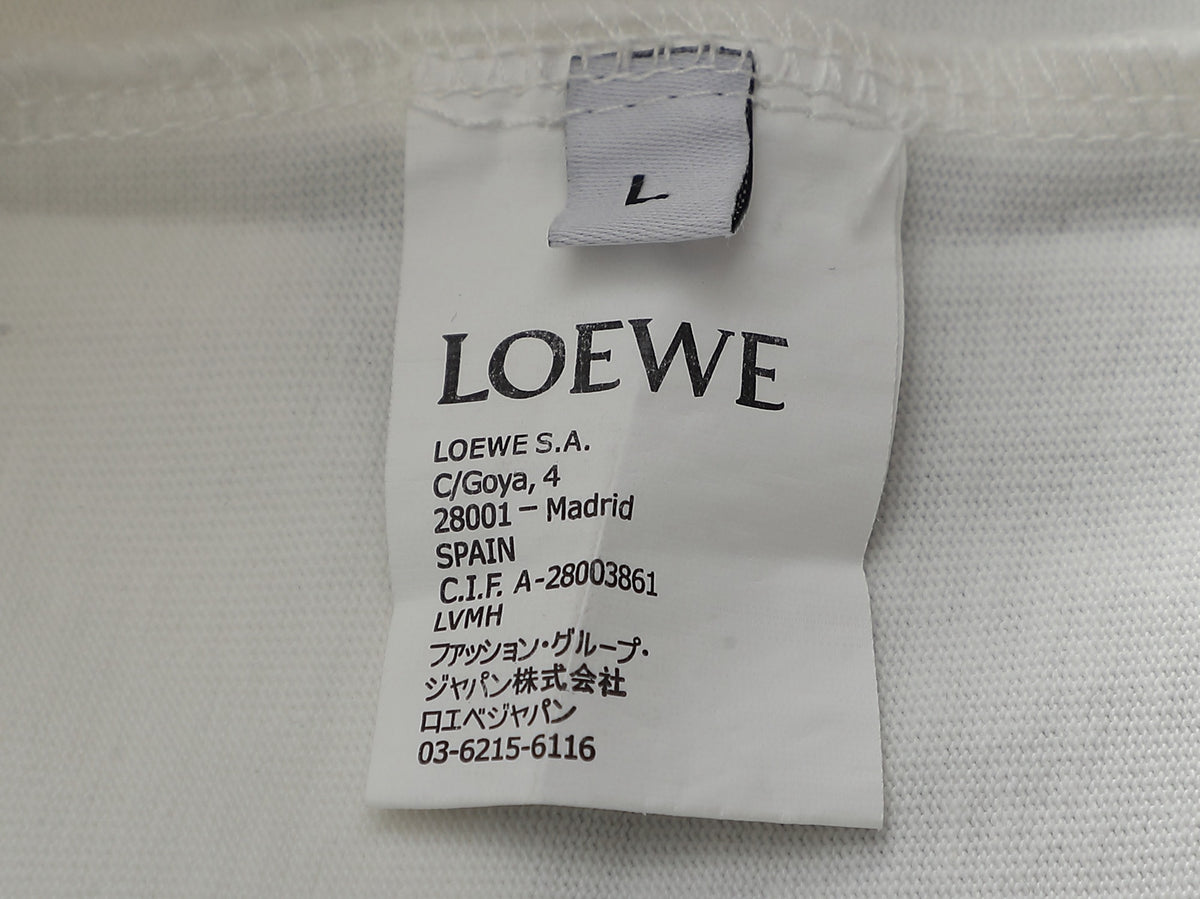 L
LOEWE
LOEWE S.A.
C/Goya, 4
28001 – Madrid
SPAIN
C.I.F. A-28003861
LVMH
ファッション・グループ・
ジャパン株式会社
ロエベジャパン
03-6215-6116